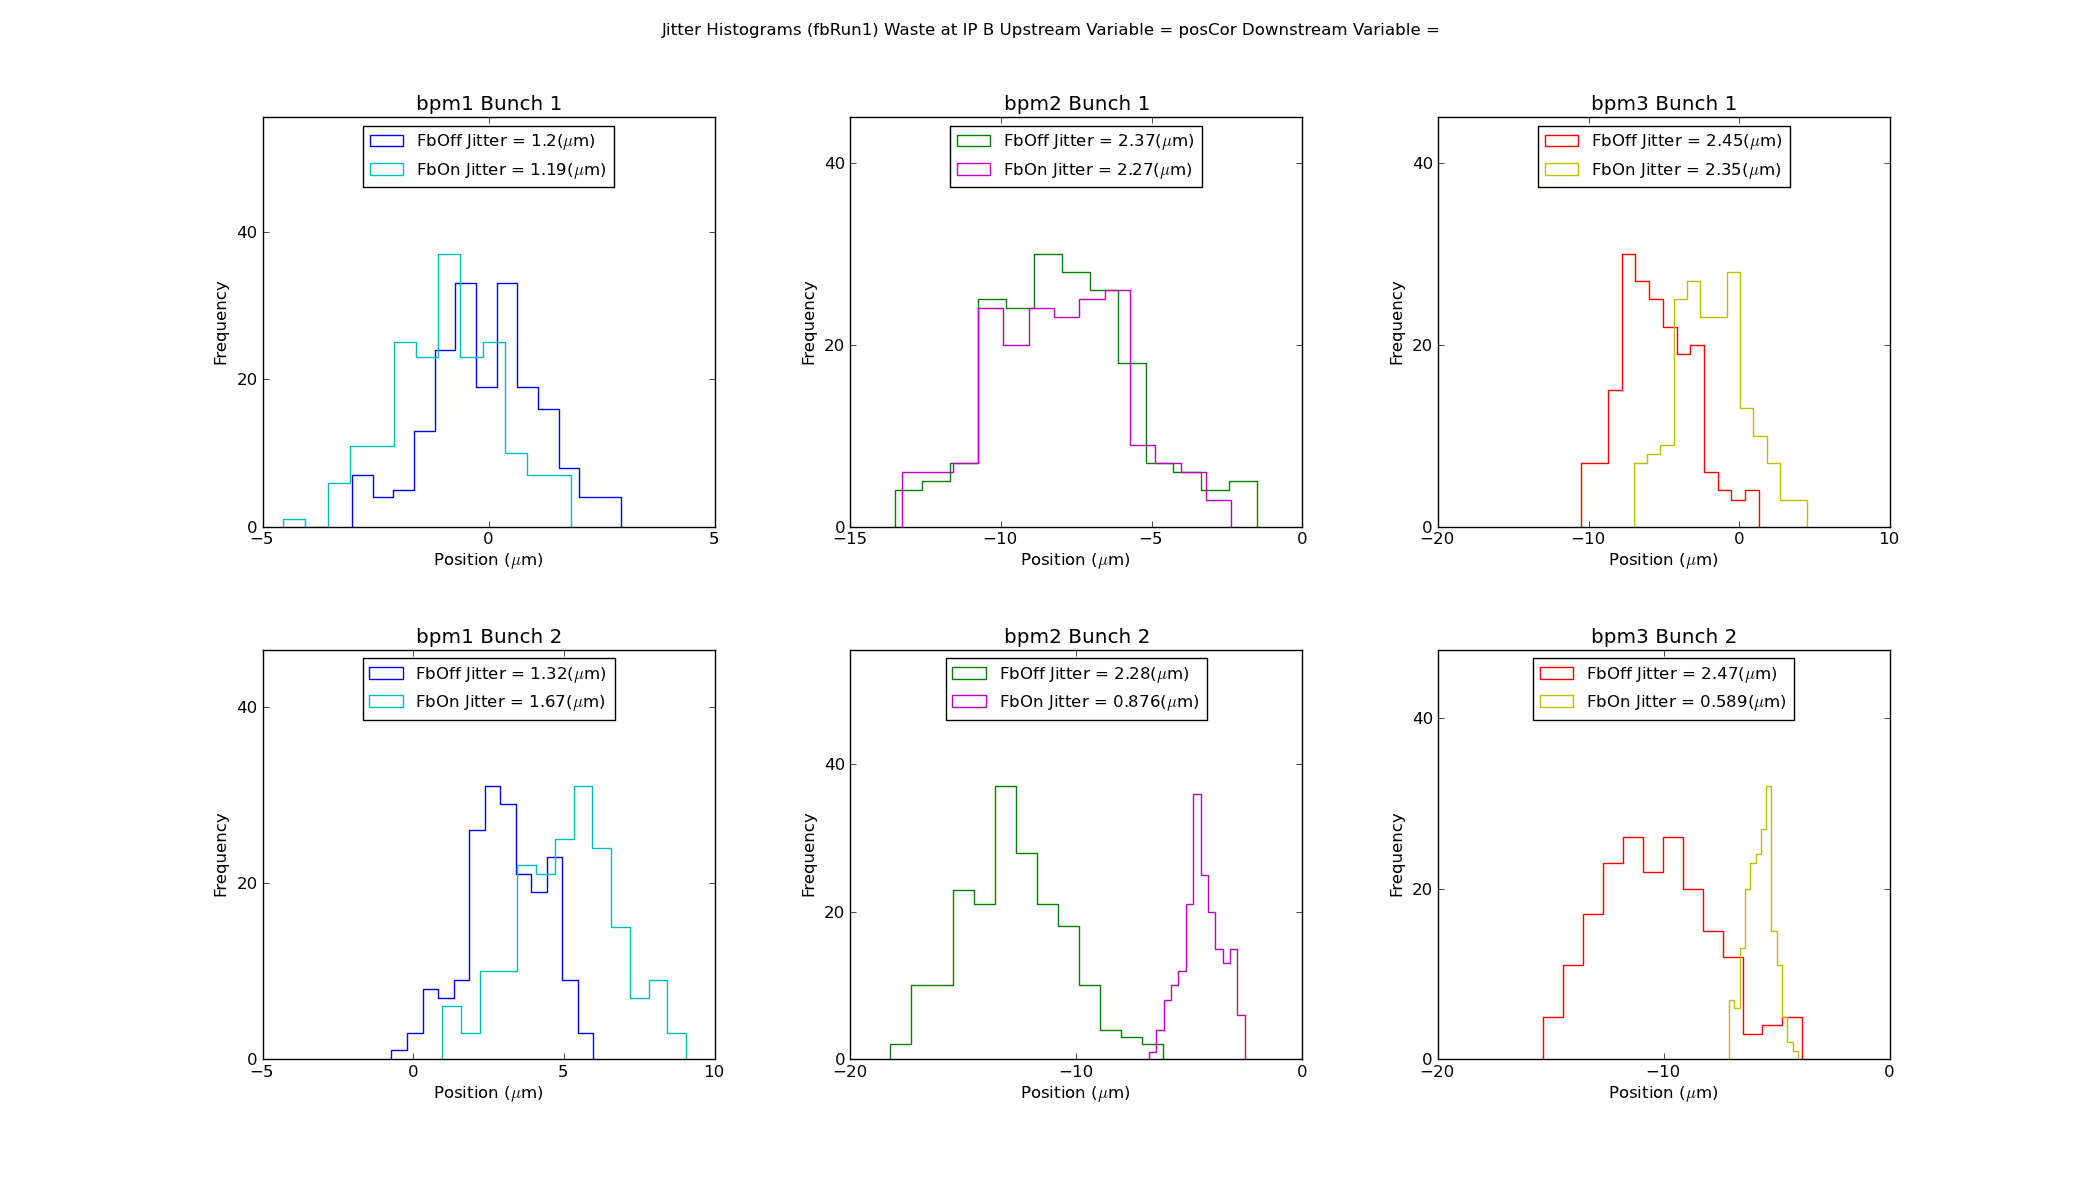 Jitter Histograms (fbRun1) Waste at IP B Upstream Variable = posCor Downstream Variable =
bpm1 Bunch 1
FbOff Jitter = 1.2(μm)
FbOn Jitter = 1.19(μm)
Frequency
40
20
0
−5 0 5
Position (μm)
bpm2 Bunch 1
FbOff Jitter = 2.37(μm)
FbOn Jitter = 2.27(μm)
Frequency
40
20
0
−15 −10 −5 0
Position (μm)
bpm3 Bunch 1
FbOff Jitter = 2.45(μm)
FbOn Jitter = 2.35(μm)
Frequency
40
20
0
−20 −10 0 10
Position (μm)
bpm1 Bunch 2
FbOff Jitter = 1.32(μm)
FbOn Jitter = 1.67(μm)
Frequency
40
20
0
−5 0 5 10
Position (μm)
bpm2 Bunch 2
FbOff Jitter = 2.28(μm)
FbOn Jitter = 0.876(μm)
Frequency
40
20
0
−20 −10 0
Position (μm)
bpm3 Bunch 2
FbOff Jitter = 2.47(μm)
FbOn Jitter = 0.589(μm)
Frequency
40
20
0
−20 −10 0
Position (μm)